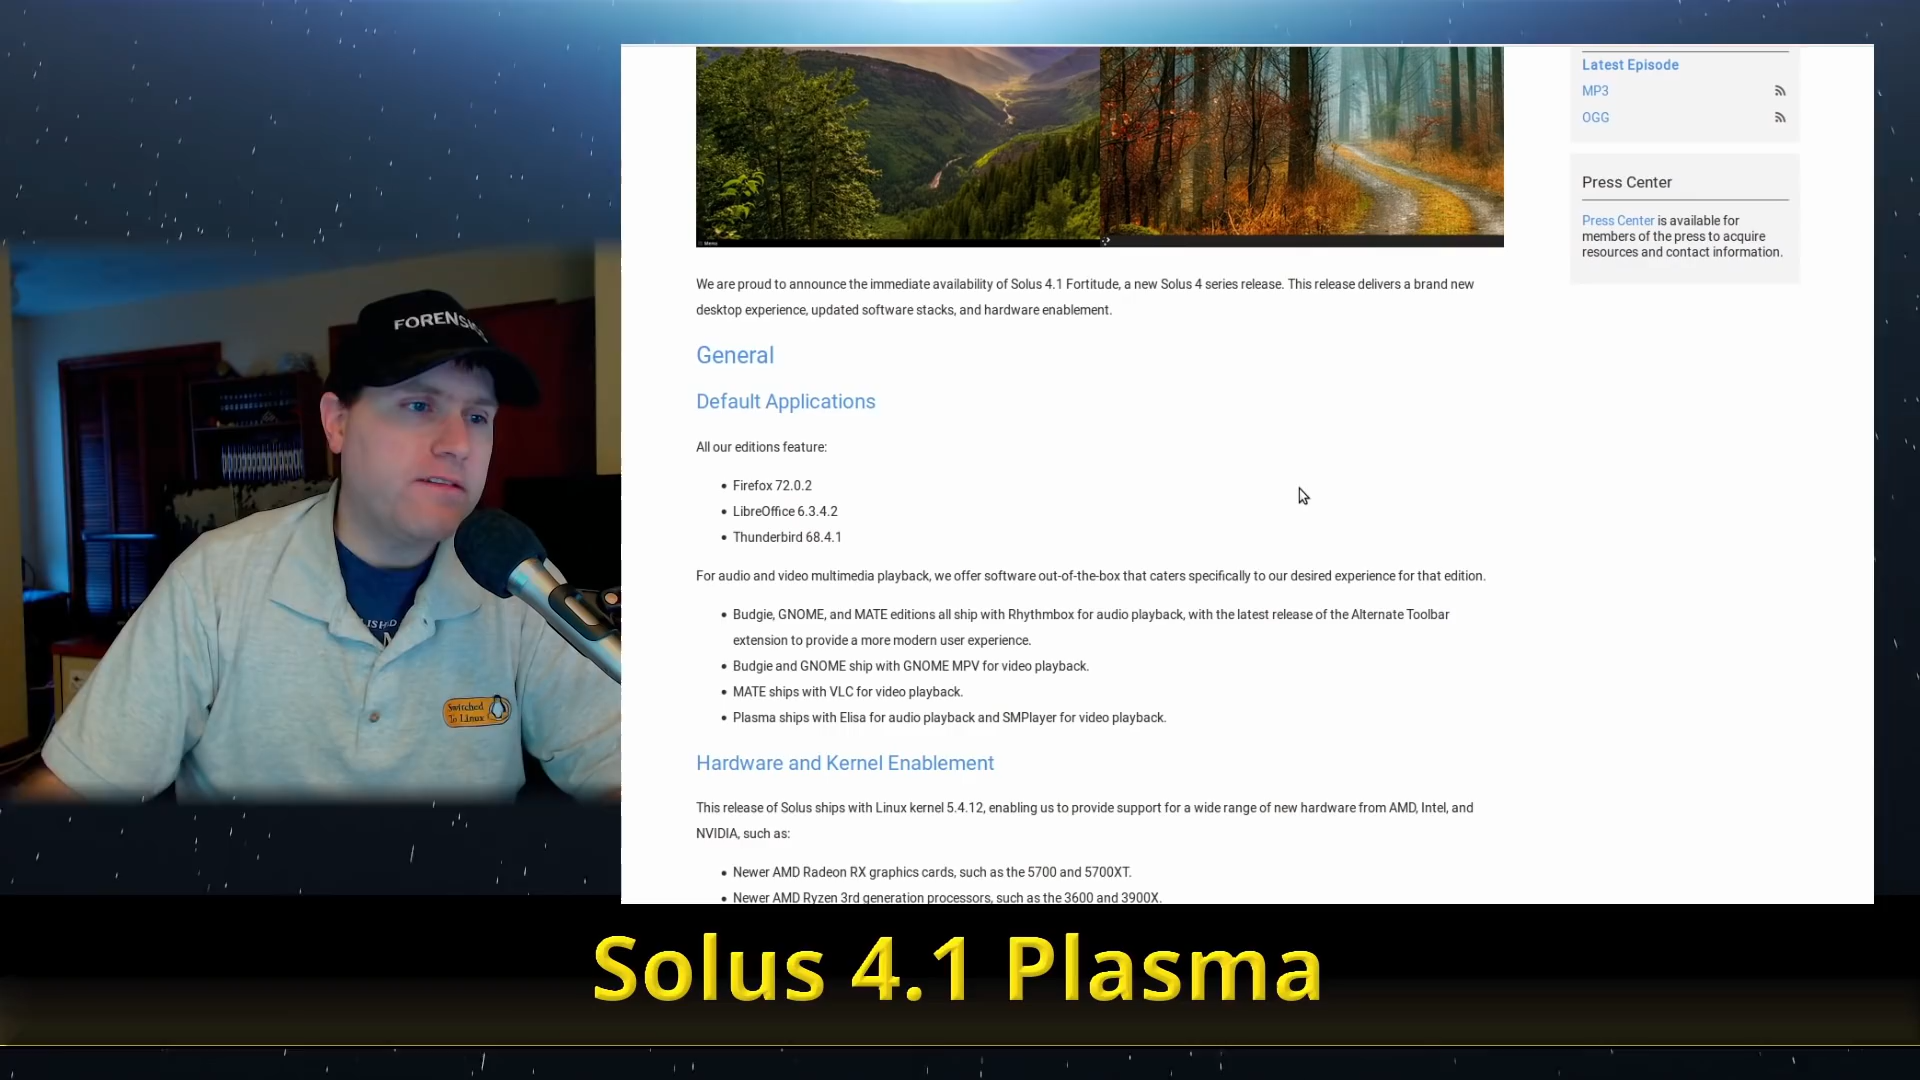 Latest Episode
MP3
OGG
Press Center
Press Center is available for
members of the press to acquire
resources and contact information.
Menu
We are proud to announce the immediate availability of Solus 4.1 Fortitude, a new Solus 4 series release. This release delivers a brand new
desktop experience, updated software stacks, and hardware enablement.
General
Default Applications
All our editions feature:
• Firefox 72.0.2
• LibreOffice 6.3.4.2
• Thunderbird 68.4.1
For audio and video multimedia playback, we offer software out-of-the-box that caters specifically to our desired experience for that edition.
• Budgie, GNOME, and MATE editions all ship with Rhythmbox for audio playback, with the latest release of the Alternate Toolbar
extension to provide a more modern user experience.
• Budgie and GNOME ship with GNOME MPV for video playback.
• MATE ships with VLC for video playback.
• Plasma ships with Elisa for audio playback and SMPlayer for video playback.
Hardware and Kernel Enablement
This release of Solus ships with Linux kernel 5.4.12, enabling us to provide support for a wide range of new hardware from AMD, Intel, and
NVIDIA, such as:
• Newer AMD Radeon RX graphics cards, such as the 5700 and 5700XT.
• Newer AMD Ryzen 3rd generation processors, such as the 3600 and 3900X.
Switched
To Linux
Solus 4.1 Plasma